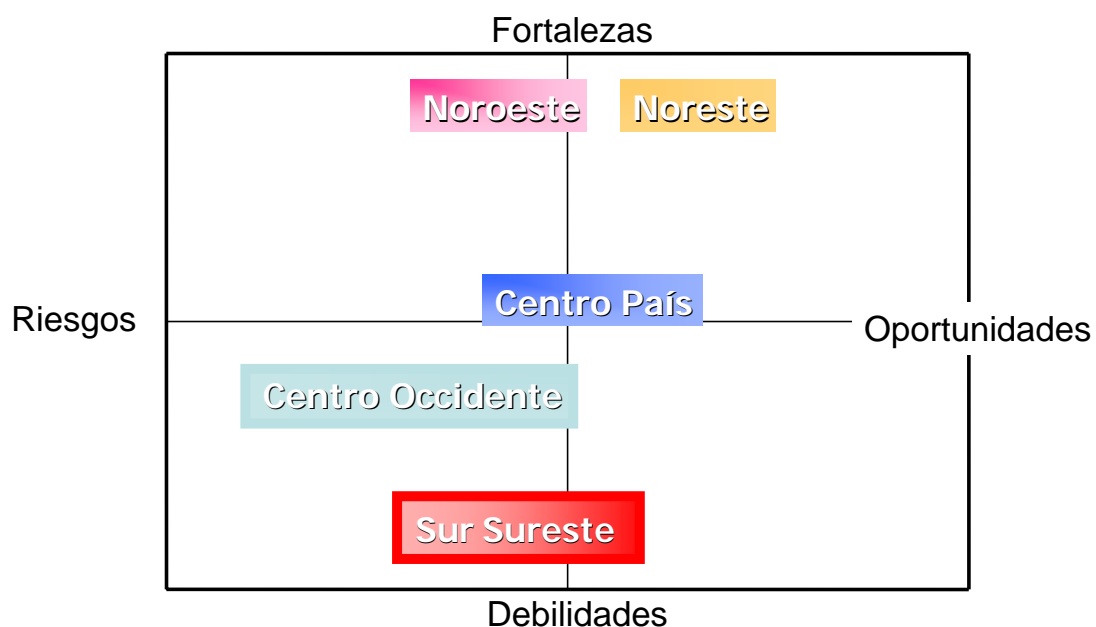 Fortalezas
Noroeste
Noreste
Centro País
Riesgos
Oportunidades
Centro Occidente
Sur Sureste
Debilidades